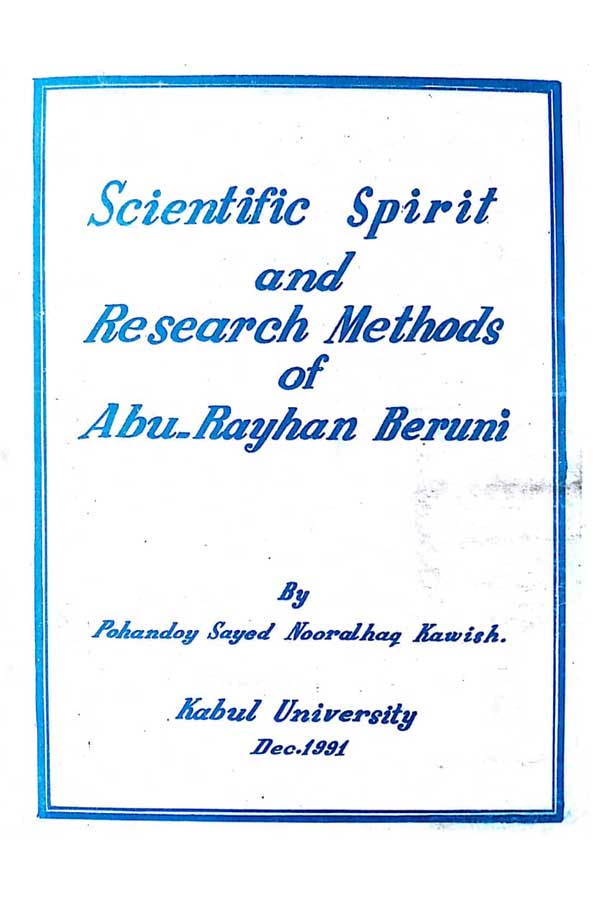 Scientific Spirit
and
Research Methods
of
Abu-Rayhan Beruni
By
Pohandoy Sayed Nooralhaq Kawish.
Kabul University
Dec.1991